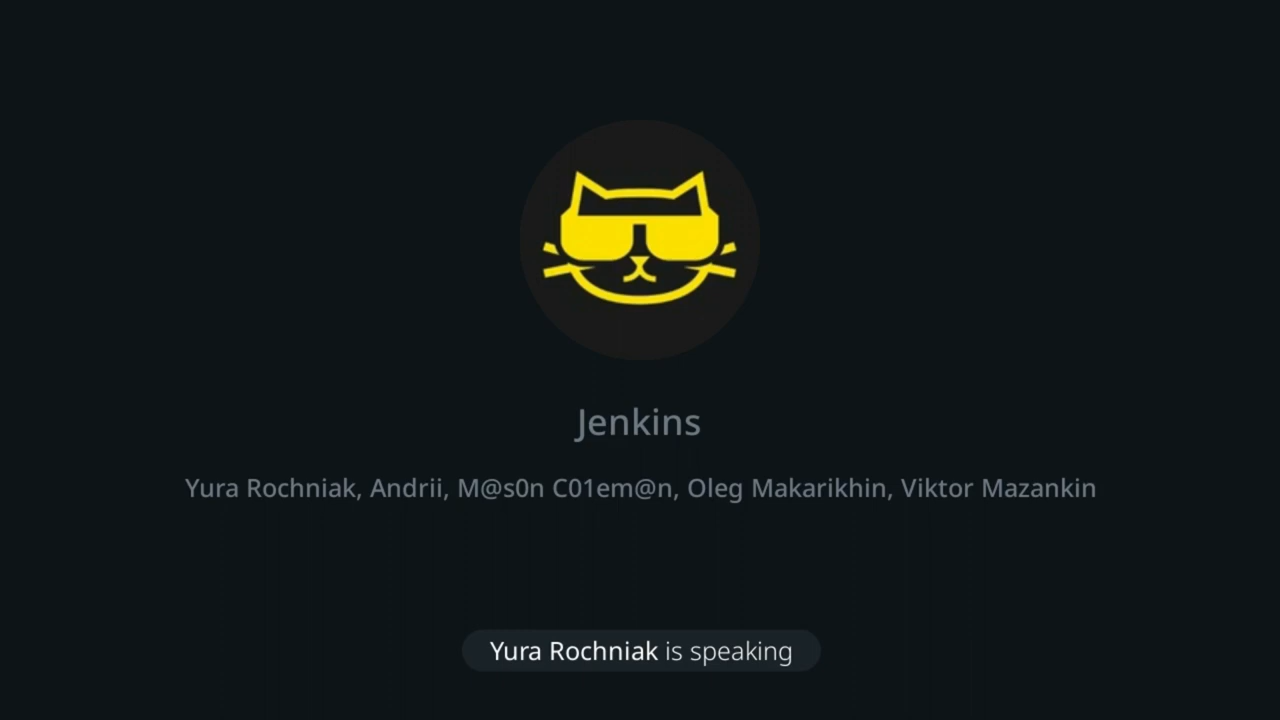 Jenkins
Yura Rochniak, Andrii, M@s0n C01em@n, Oleg Makarikhin, Viktor Mazankin
Yura Rochniak is speaking